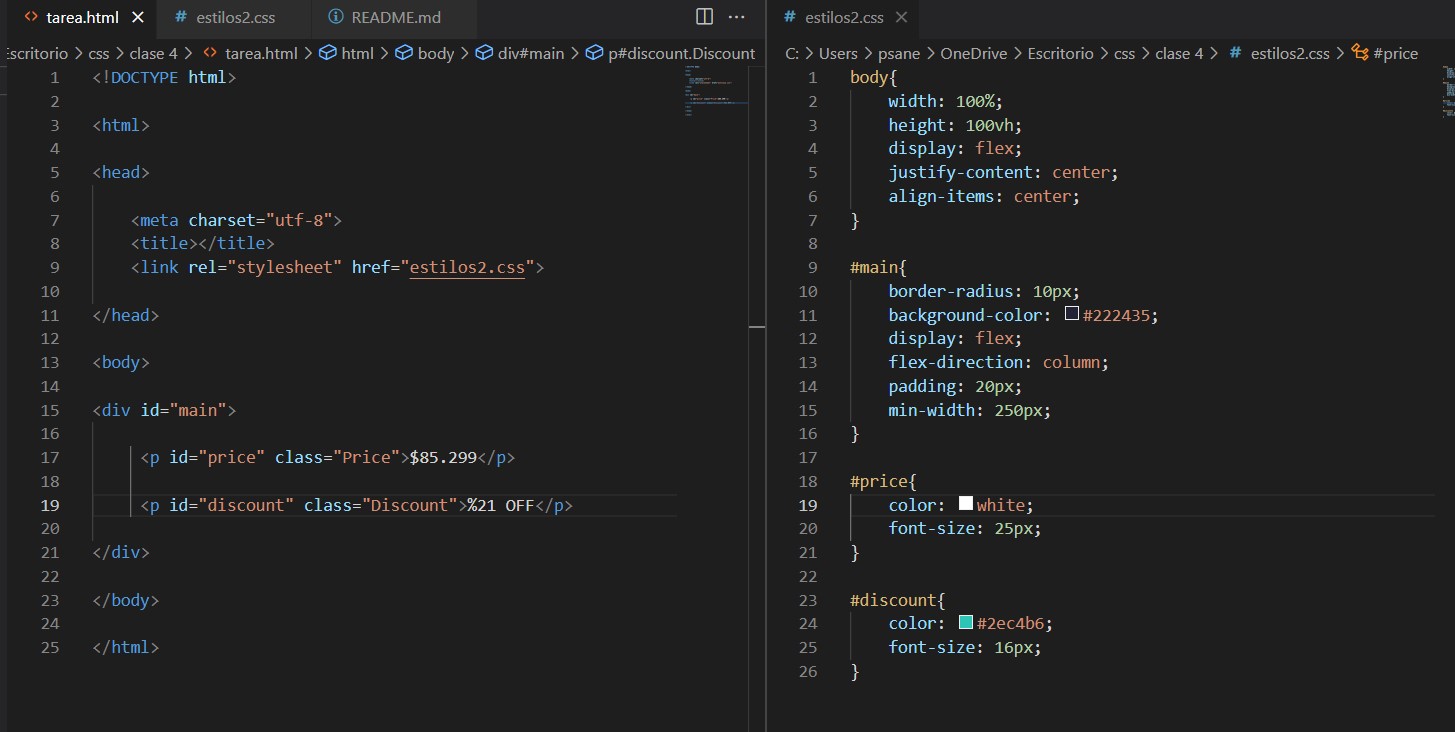 tarea.html
estilos2.css
README.md
Escritorio > css > clase 4 > tarea.html > html > body > div#main > p#discount.Discount
1 <!DOCTYPE html>
2
3 <html>
4
5 <head>
6
7 <meta charset="utf-8">
8 <title></title>
9 <link rel="stylesheet" href="estilos2.css">
10
11 </head>
12
13 <body>
14
15 <div id="main">
16
17 <p id="price" class="Price">$85.299</p>
18
19 <p id="discount" class="Discount">%21 OFF</p>
20
21 </div>
22
23 </body>
24
25 </html>
estilos2.css
C: > Users > psane > OneDrive > Escritorio > css > clase 4 > estilos2.css > #price
1 body{
2 width: 100%;
3 height: 100vh;
4 display: flex;
5 justify-content: center;
6 align-items: center;
7 }
8
9 #main{
10 border-radius: 10px;
11 background-color: #222435;
12 display: flex;
13 flex-direction: column;
14 padding: 20px;
15 min-width: 250px;
16 }
17
18 #price{
19 color: white;
20 font-size: 25px;
21 }
22
23 #discount{
24 color: #2ec4b6;
25 font-size: 16px;
26 }